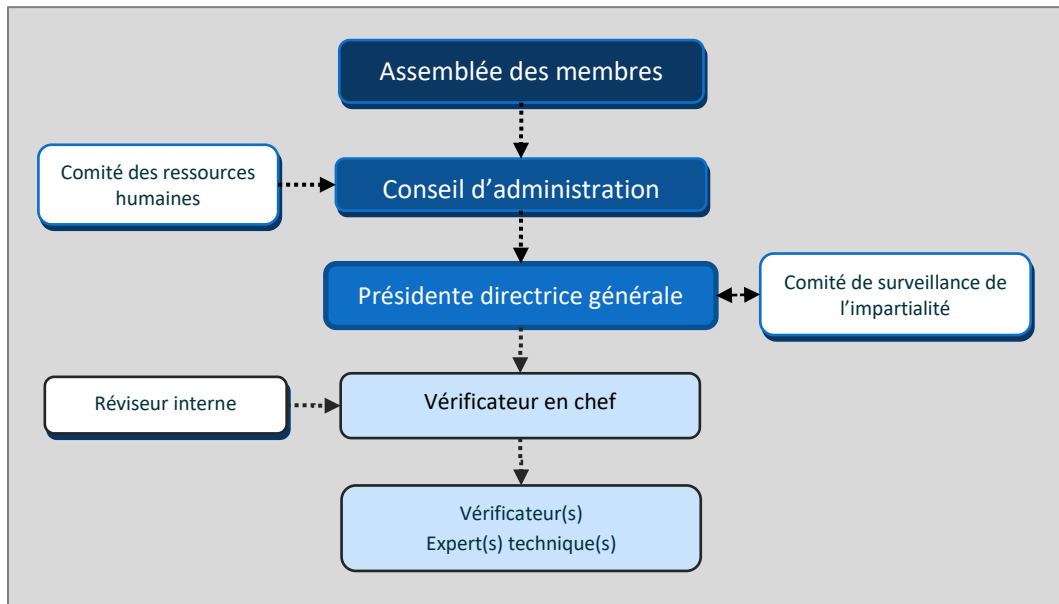 Assemblée des membres
Comité des ressources
humaines
Conseil d’administration
Présidente directrice générale
Comité de surveillance de
l’impartialité
Réviseur interne
Vérificateur en chef
Vérificateur(s)
Expert(s) technique(s)